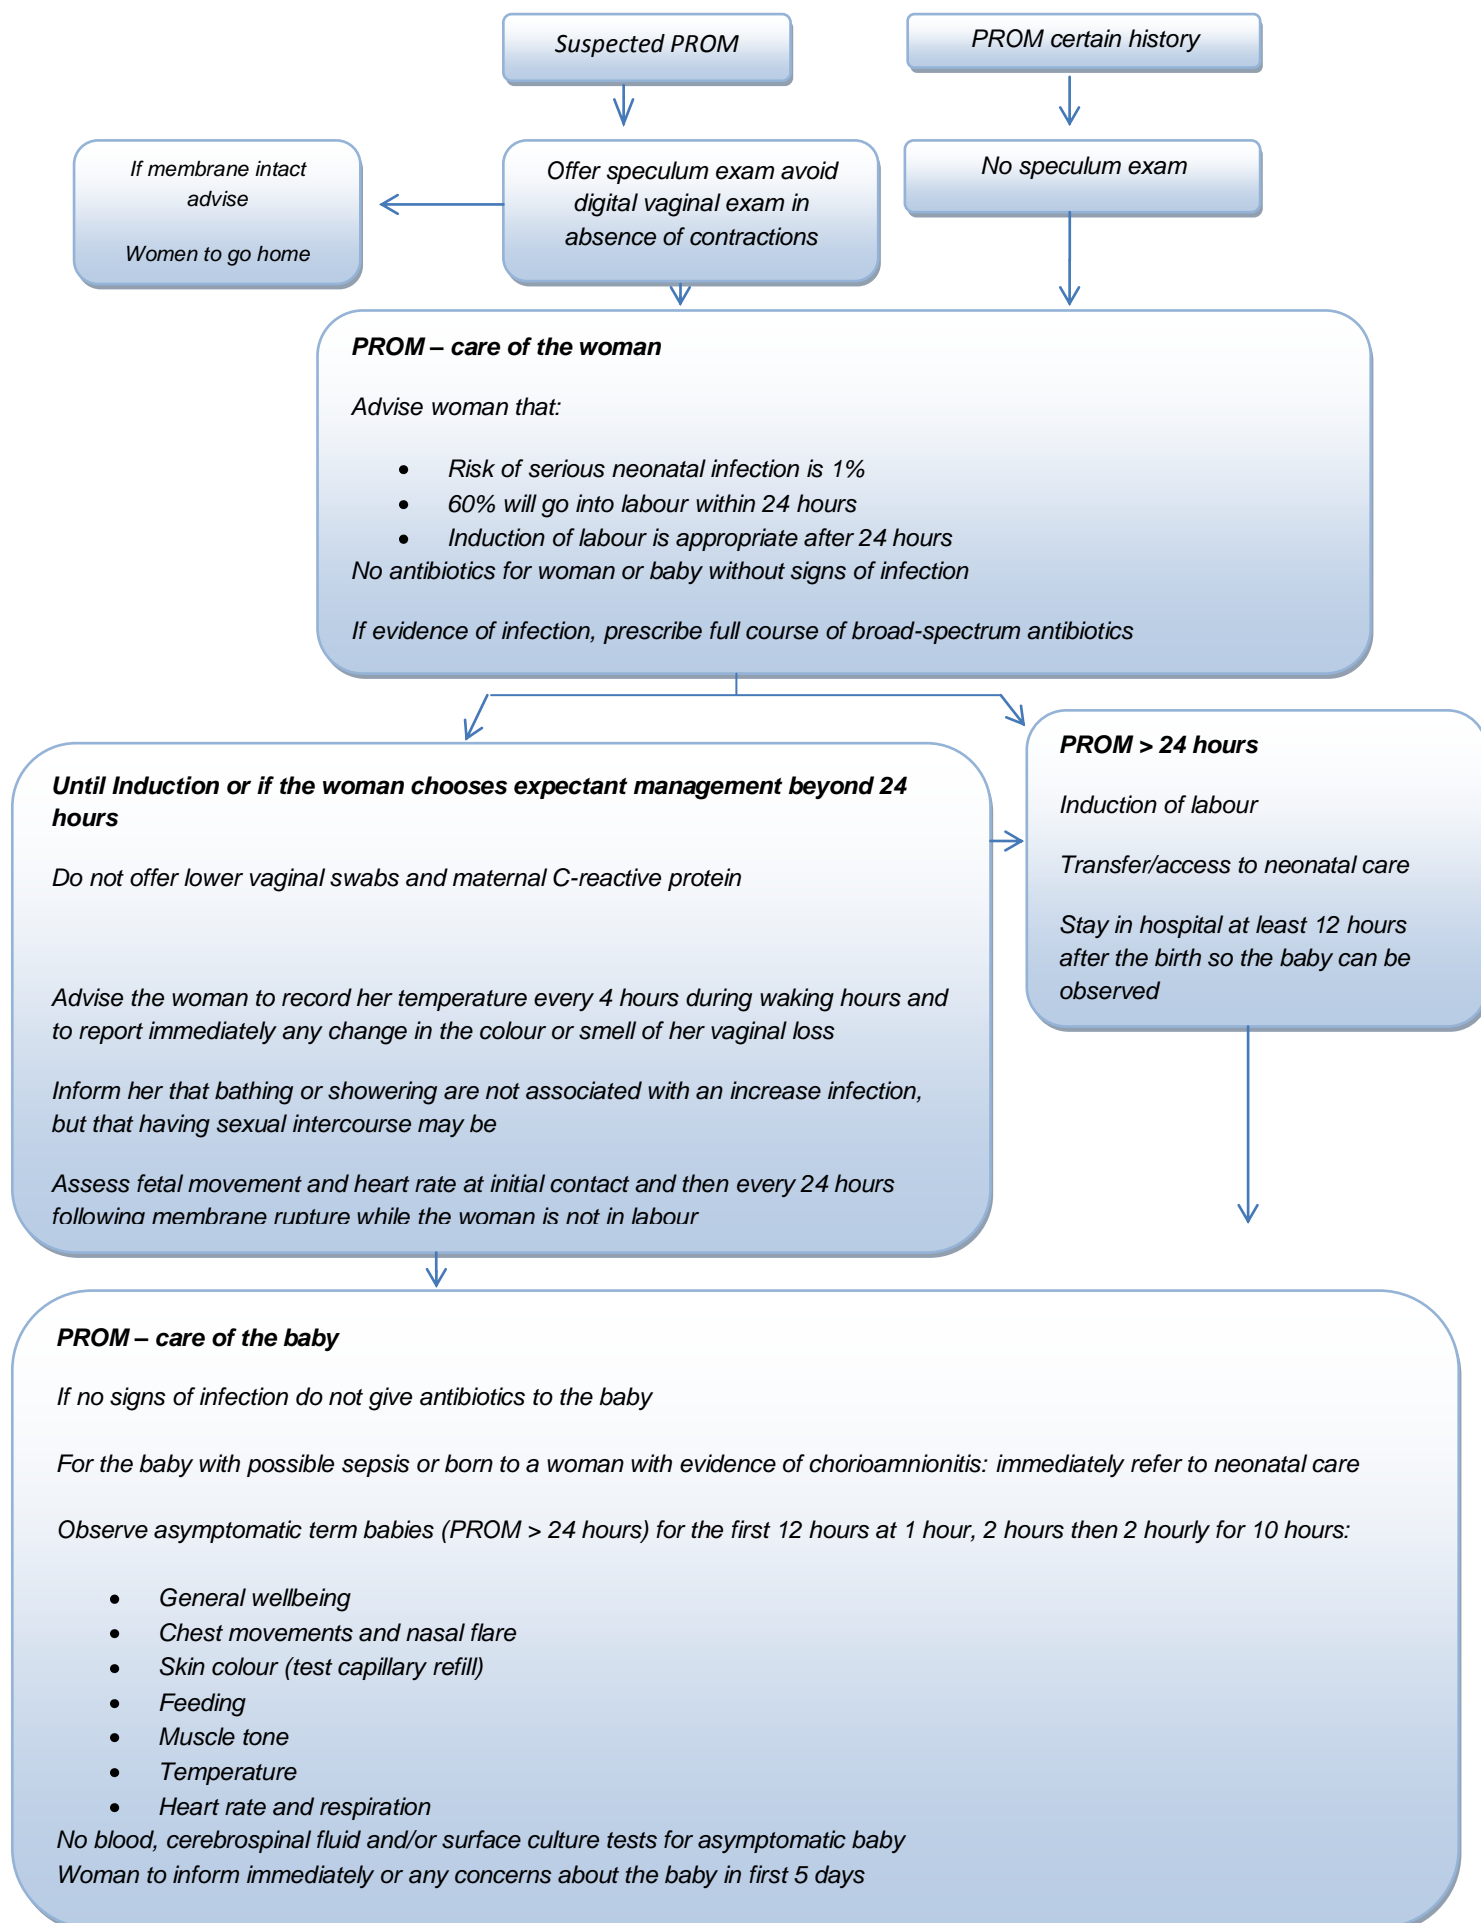 Suspected PROM
PROM certain history
If membrane intact
advise
Women to go home
Offer speculum exam avoid
digital vaginal exam in
absence of contractions
No speculum exam
PROM – care of the woman
Advise woman that:
• Risk of serious neonatal infection is 1%
• 60% will go into labour within 24 hours
• Induction of labour is appropriate after 24 hours
No antibiotics for woman or baby without signs of infection
If evidence of infection, prescribe full course of broad-spectrum antibiotics
Until Induction or if the woman chooses expectant management beyond 24
hours
Do not offer lower vaginal swabs and maternal C-reactive protein
Advise the woman to record her temperature every 4 hours during waking hours and
to report immediately any change in the colour or smell of her vaginal loss
Inform her that bathing or showering are not associated with an increase infection,
but that having sexual intercourse may be
Assess fetal movement and heart rate at initial contact and then every 24 hours
following membrane rupture while the woman is not in labour
PROM > 24 hours
Induction of labour
Transfer/access to neonatal care
Stay in hospital at least 12 hours
after the birth so the baby can be
observed
PROM – care of the baby
If no signs of infection do not give antibiotics to the baby
For the baby with possible sepsis or born to a woman with evidence of chorioamnionitis: immediately refer to neonatal care
Observe asymptomatic term babies (PROM > 24 hours) for the first 12 hours at 1 hour, 2 hours then 2 hourly for 10 hours:
• General wellbeing
• Chest movements and nasal flare
• Skin colour (test capillary refill)
• Feeding
• Muscle tone
• Temperature
• Heart rate and respiration
No blood, cerebrospinal fluid and/or surface culture tests for asymptomatic baby
Woman to inform immediately or any concerns about the baby in first 5 days